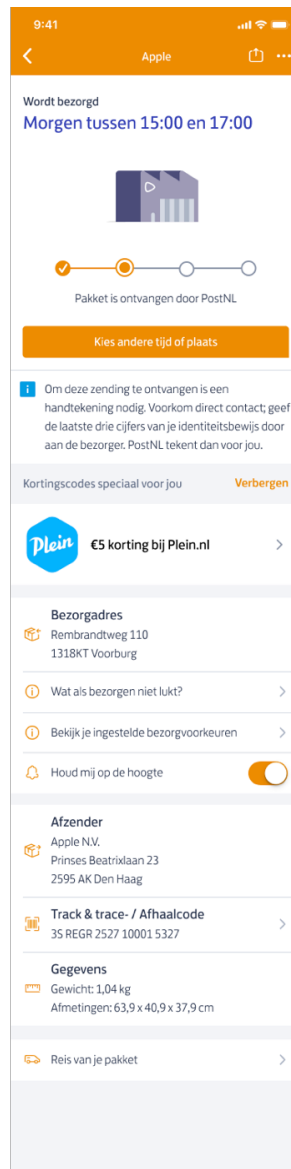 9:41
Apple
Wordt bezorgd
Morgen tussen 15:00 en 17:00
Pakket is ontvangen door PostNL
Kies andere tijd of plaats
Om deze zending te ontvangen is een
handtekening nodig. Voorkom direct contact; geef
de laatste drie cijfers van je identiteitsbewijs door
aan de bezorger. PostNL tekent dan voor jou.
Kortingscodes speciaal voor jou Verbergen
Plein €5 korting bij Plein.nl
Bezorgadres
Rembrandtweg 110
1318KT Voorburg
Wat als bezorgen niet lukt?
Bekijk je ingestelde bezorgvoorkeuren
Houd mij op de hoogte
Afzender
Apple N.V.
Prinses Beatrixlaan 23
2595 AK Den Haag
Track & trace- / Afhaalcode
3S REGR 2527 10001 5327
Gegevens
Gewicht: 1,04 kg
Afmetingen: 63,9 x 40,9 x 37,9 cm
Reis van je pakket